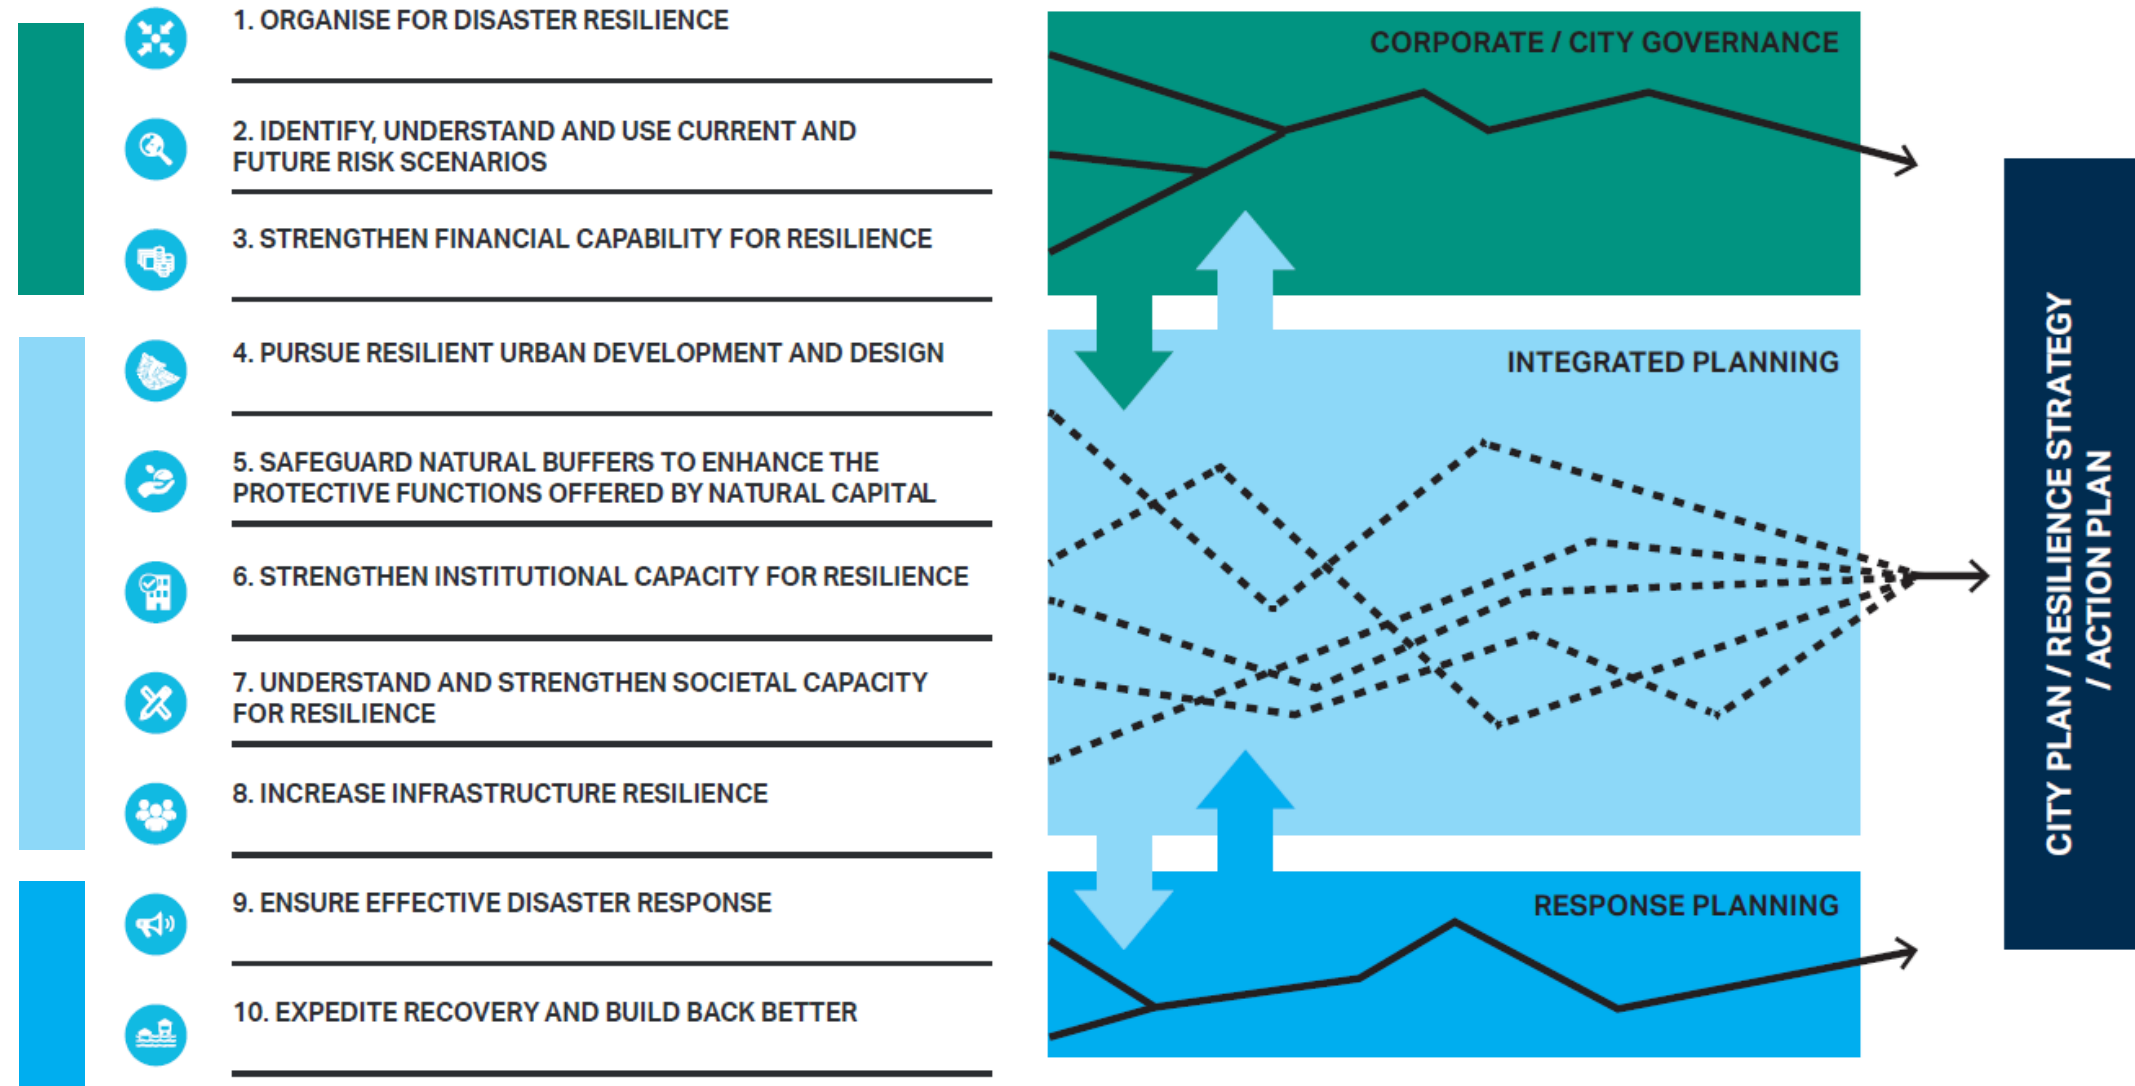 1. ORGANISE FOR DISASTER RESILIENCE
2. IDENTIFY, UNDERSTAND AND USE CURRENT AND
FUTURE RISK SCENARIOS
3. STRENGTHEN FINANCIAL CAPABILITY FOR RESILIENCE
4. PURSUE RESILIENT URBAN DEVELOPMENT AND DESIGN
5. SAFEGUARD NATURAL BUFFERS TO ENHANCE THE
PROTECTIVE FUNCTIONS OFFERED BY NATURAL CAPITAL
6. STRENGTHEN INSTITUTIONAL CAPACITY FOR RESILIENCE
7. UNDERSTAND AND STRENGTHEN SOCIETAL CAPACITY
FOR RESILIENCE
8. INCREASE INFRASTRUCTURE RESILIENCE
9. ENSURE EFFECTIVE DISASTER RESPONSE
10. EXPEDITE RECOVERY AND BUILD BACK BETTER
CORPORATE / CITY GOVERNANCE
INTEGRATED PLANNING
RESPONSE PLANNING
CITY PLAN / RESILIENCE STRATEGY
/ ACTION PLAN